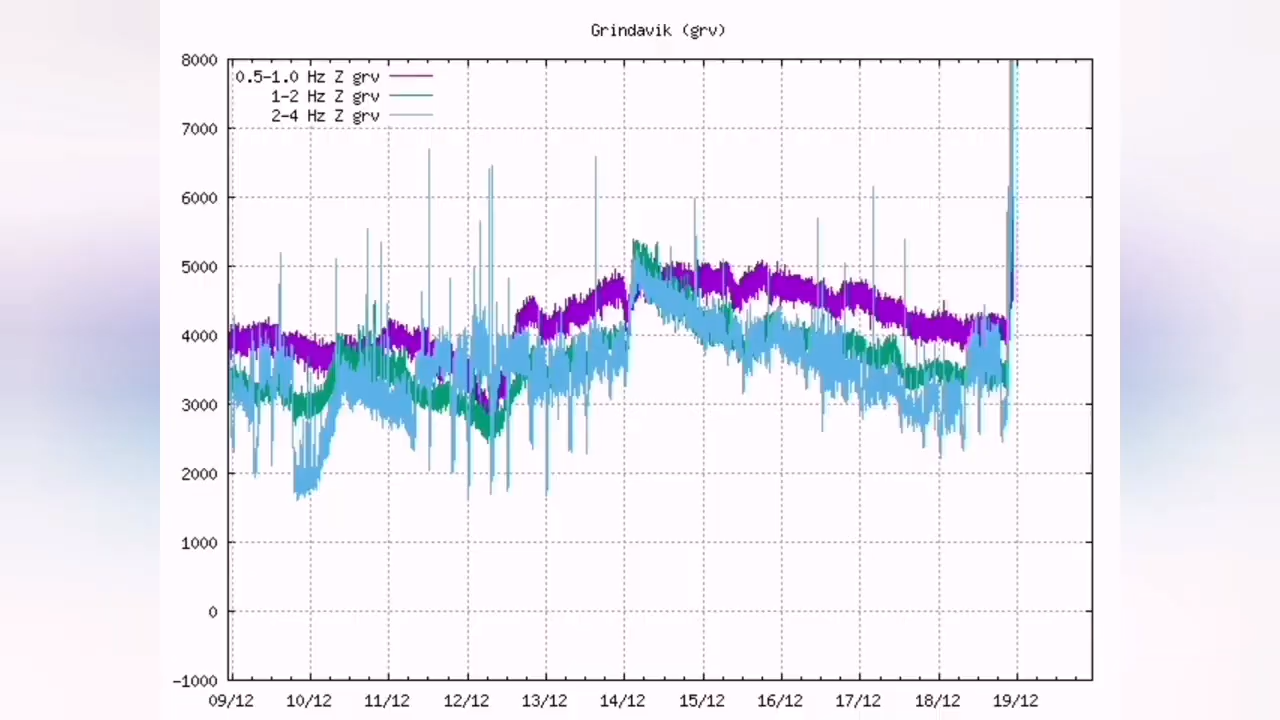 Grindavik (grv)
8000
0.5-1.0 Hz Z grv
1-2 Hz Z grv
2-4 Hz Z grv
7000
6000
5000
4000
3000
2000
1000
0
-1000
09/12 10/12 11/12 12/12 13/12 14/12 15/12 16/12 17/12 18/12 19/12